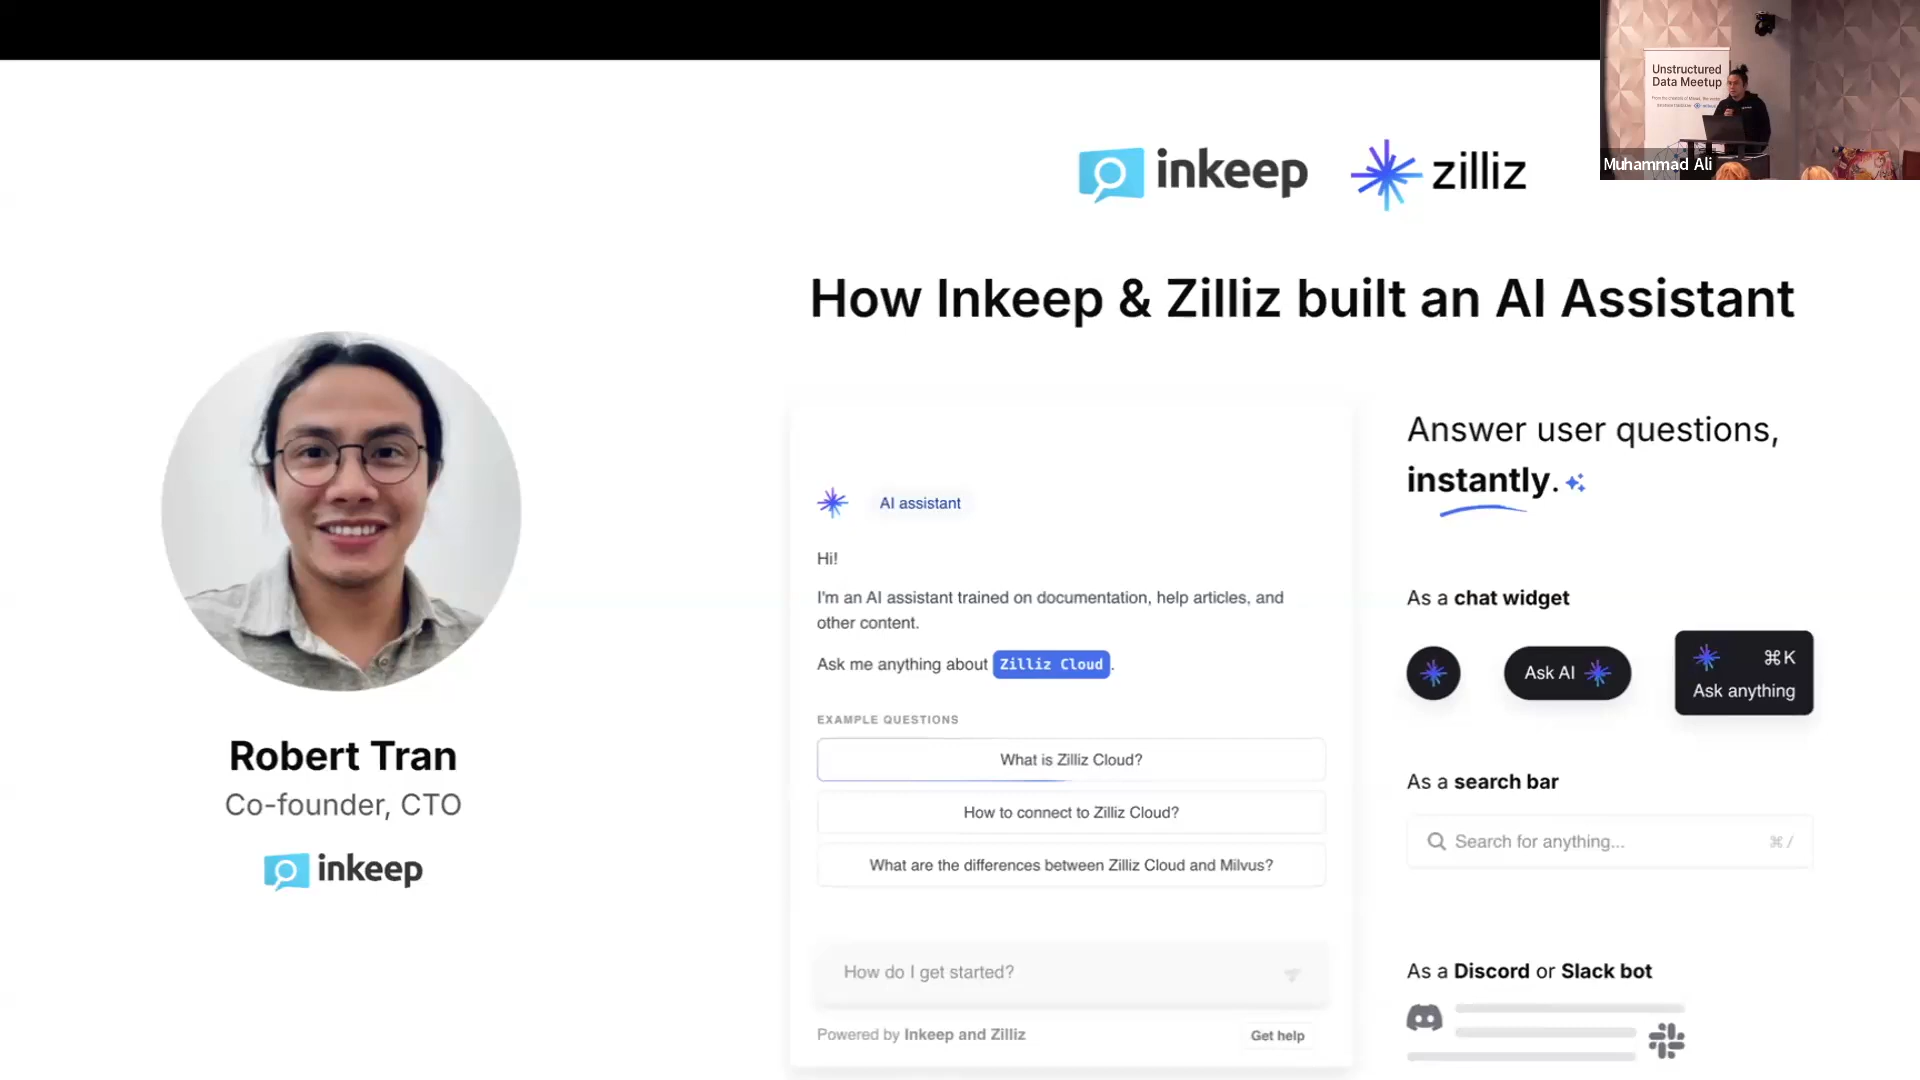 Unstructured
Data Meetup
Muhammad Ali
inkeep
zilliz
How Inkeep & Zilliz built an AI Assistant
Robert Tran
Co-founder, CTO
inkeep
AI assistant
Hi!
I'm an AI assistant trained on documentation, help articles, and
other content.
Ask me anything about Zilliz Cloud.
EXAMPLE QUESTIONS
What is Zilliz Cloud?
How to connect to Zilliz Cloud?
What are the differences between Zilliz Cloud and Milvus?
How do I get started?
Powered by Inkeep and Zilliz
Get help
Answer user questions,
instantly.
As a chat widget
Ask AI
⌘K
Ask anything
As a search bar
Search for anything... ⌘ /
As a Discord or Slack bot